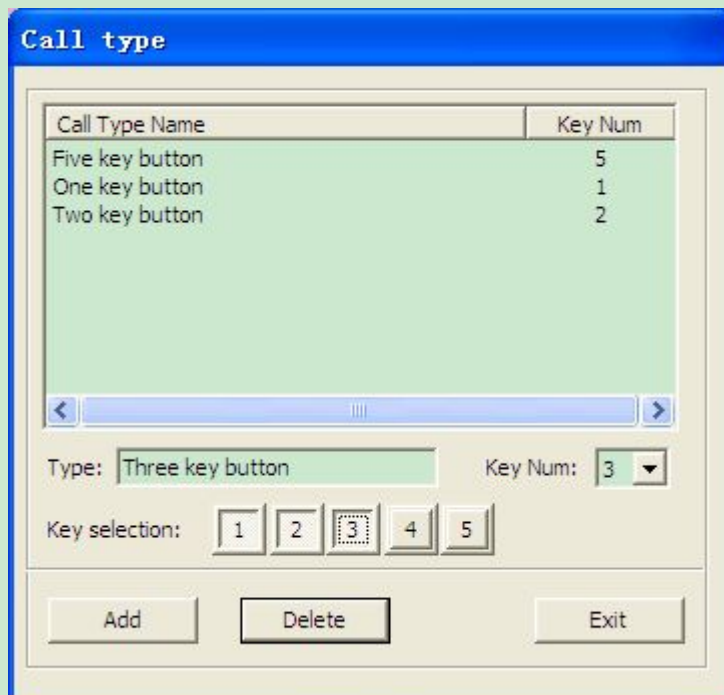 Call type
Call Type Name Key Num
Five key button 5
One key button 1
Two key button 2
Type: Three key button Key Num: 3
Key selection: 1 2 3 4 5
Add Delete Exit